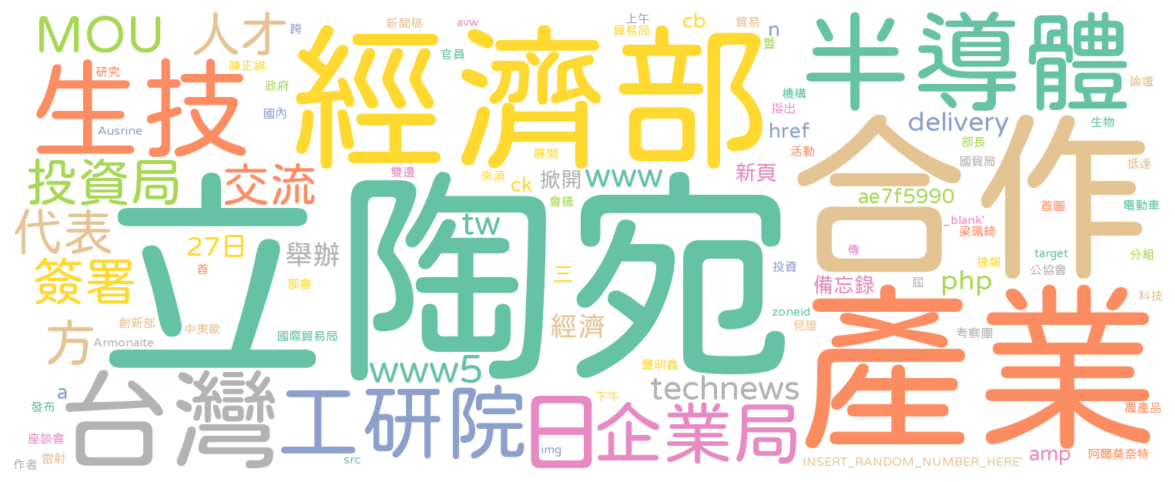 MOU
人才
跨
新聞稿
avw
上午
貿易局
cb
貿易
n
暨
半導體
陳正祺
官員
生技
研究
政府
經濟部
機構
論壇
Ausrine
國內
指出
href
delivery
部長
生物
展開
活動
國貿局
合作
投資局
交流
雙邊
來源
ck
掀開
www
新頁
抵達
會議
ae7f5990
代表
立陶宛
tw
_blank'
梁珮綺
首圖
電動車
27日
舉辦
傳
target
分組
首
投資
捷報
簽署
部會
三
備忘錄
屆
公協會
php
科技
創新部
中東歐
國際貿易局
經濟
zoneid
見證
考察團
方
Armonaite
聾明鑫
www5
產業
a
發布
台灣
工研院
下午
technews
農產品
座談會
日
企業局
作者
雷射
src
img
INSERT_RANDOM_NUMBER_HERE'
amp
阿爾莫奈特